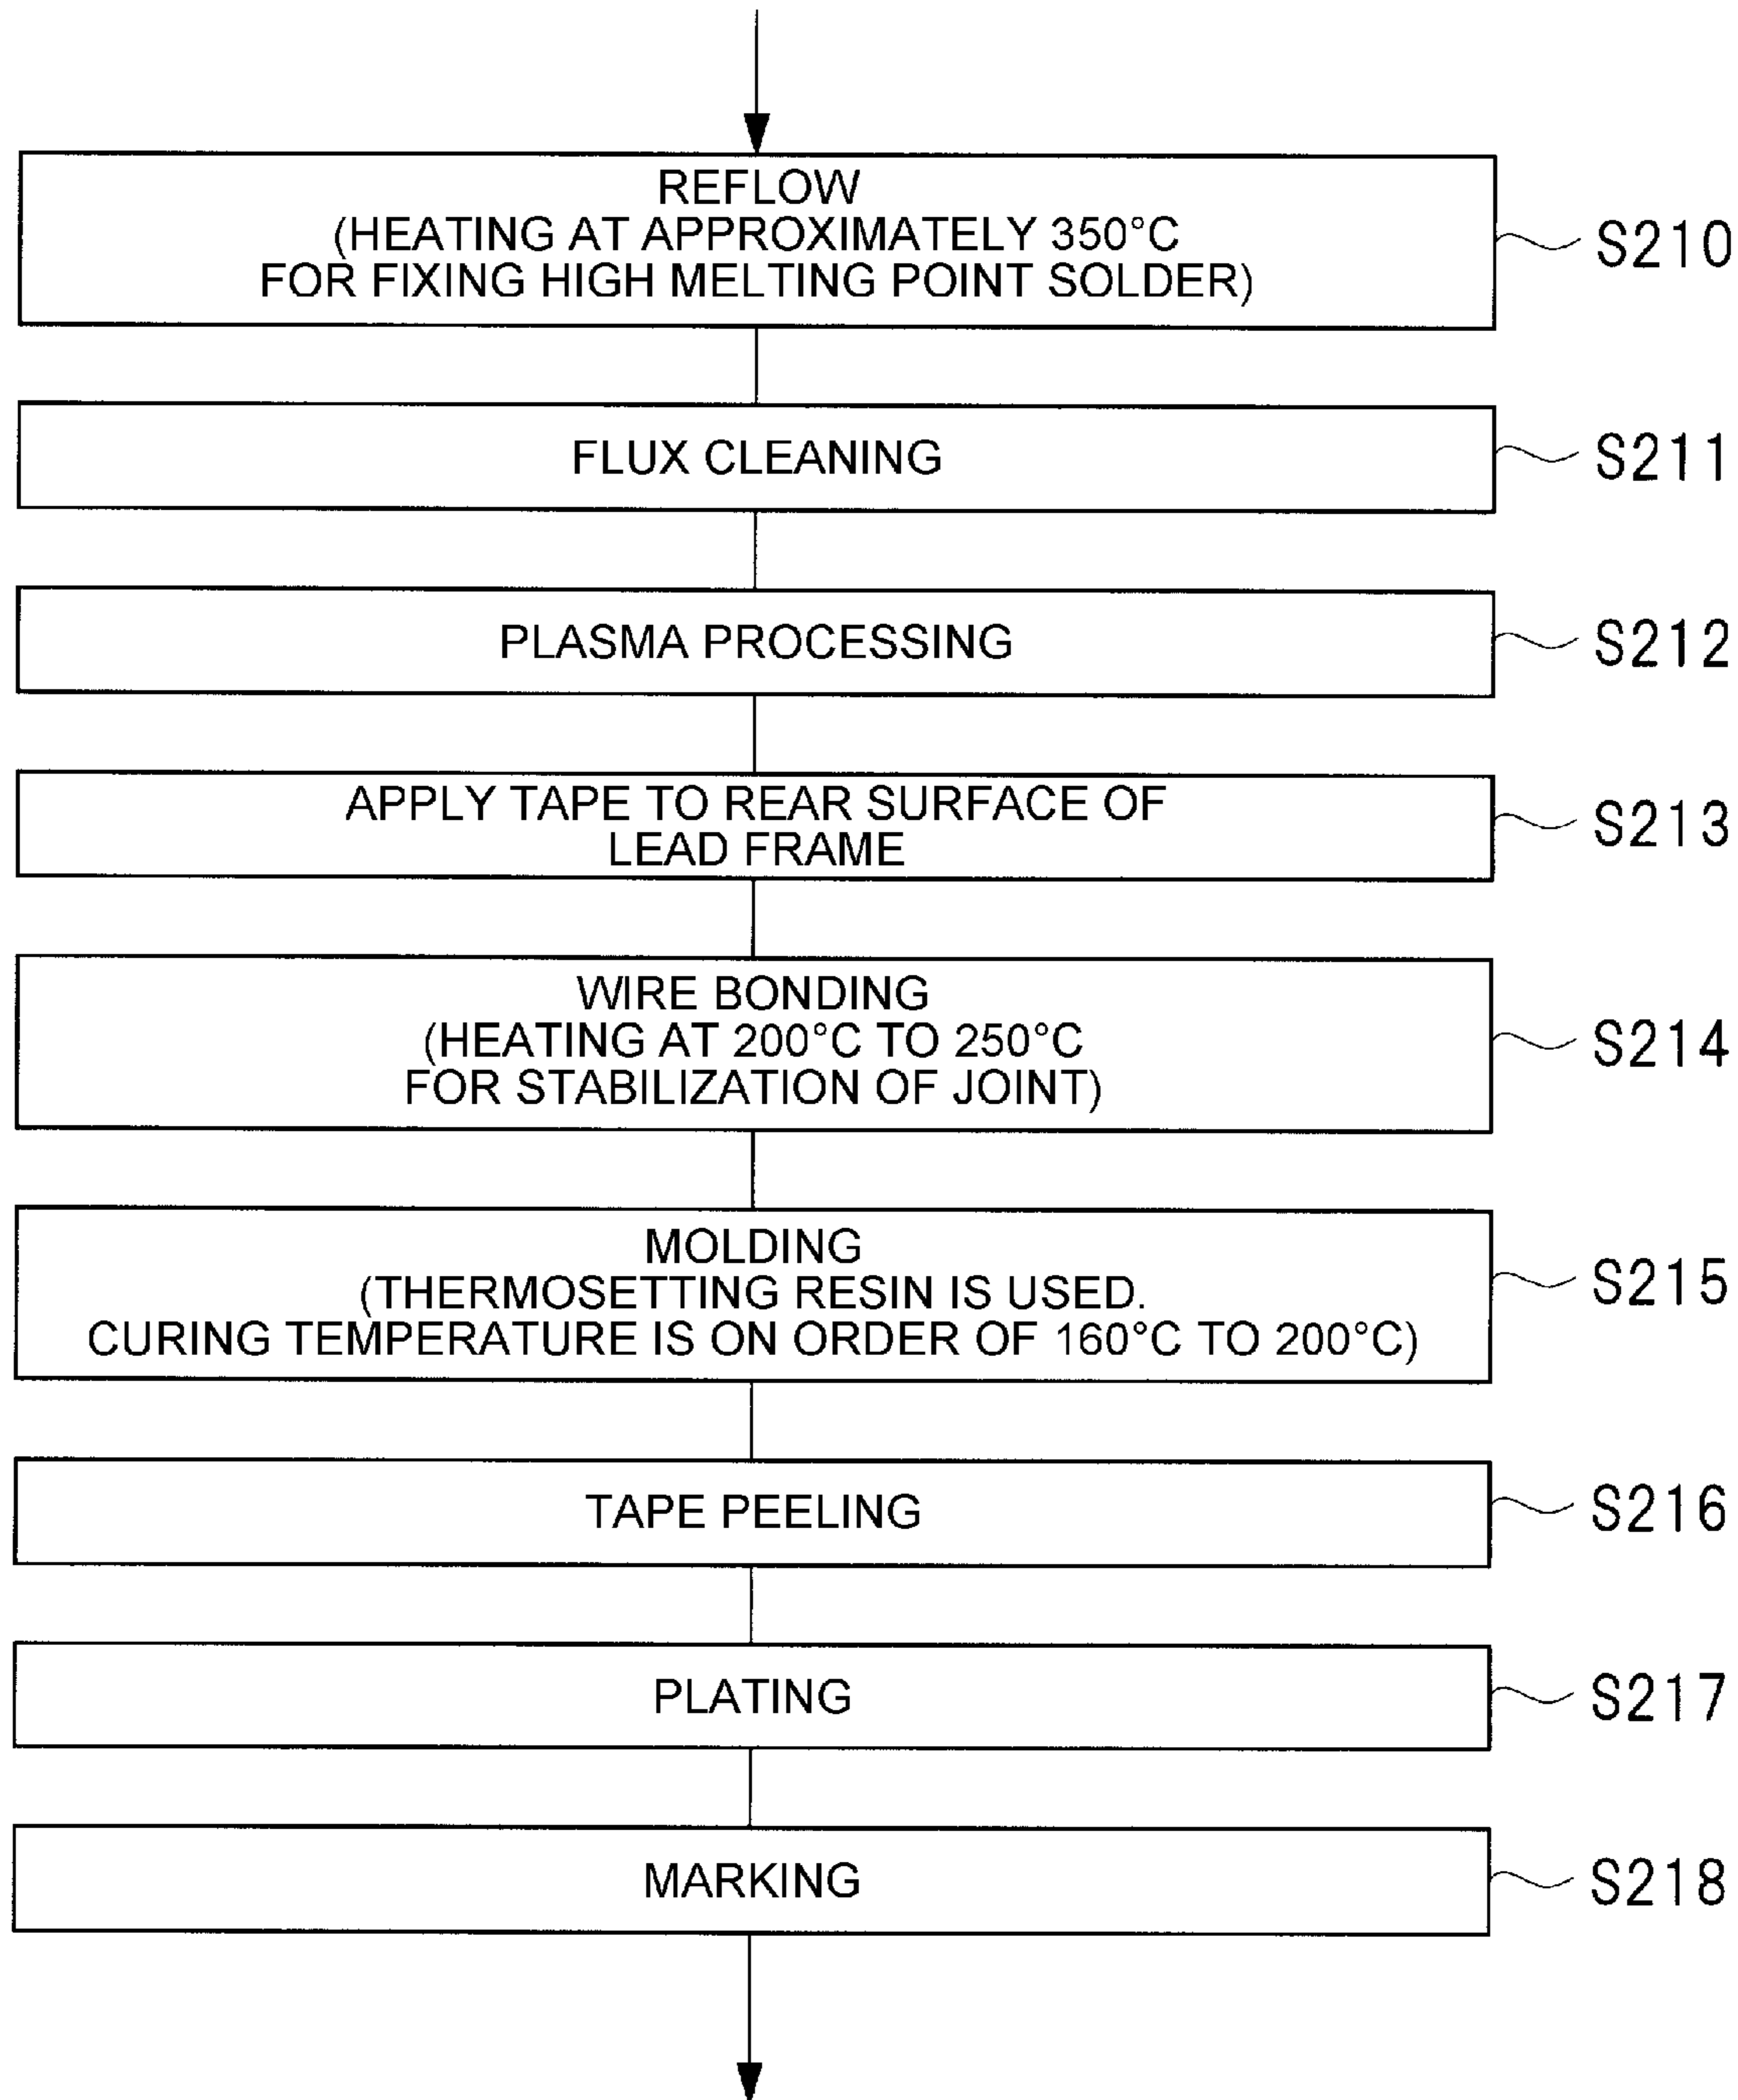 REFLOW
(HEATING AT APPROXIMATELY 350°C
FOR FIXING HIGH MELTING POINT SOLDER)
S210
FLUX CLEANING
S211
PLASMA PROCESSING
S212
APPLY TAPE TO REAR SURFACE OF
LEAD FRAME
S213
WIRE BONDING
(HEATING AT 200°C TO 250°C
FOR STABILIZATION OF JOINT)
S214
MOLDING
(THERMOSETTING RESIN IS USED.
CURING TEMPERATURE IS ON ORDER OF 160°C TO 200°C)
S215
TAPE PEELING
S216
PLATING
S217
MARKING
S218